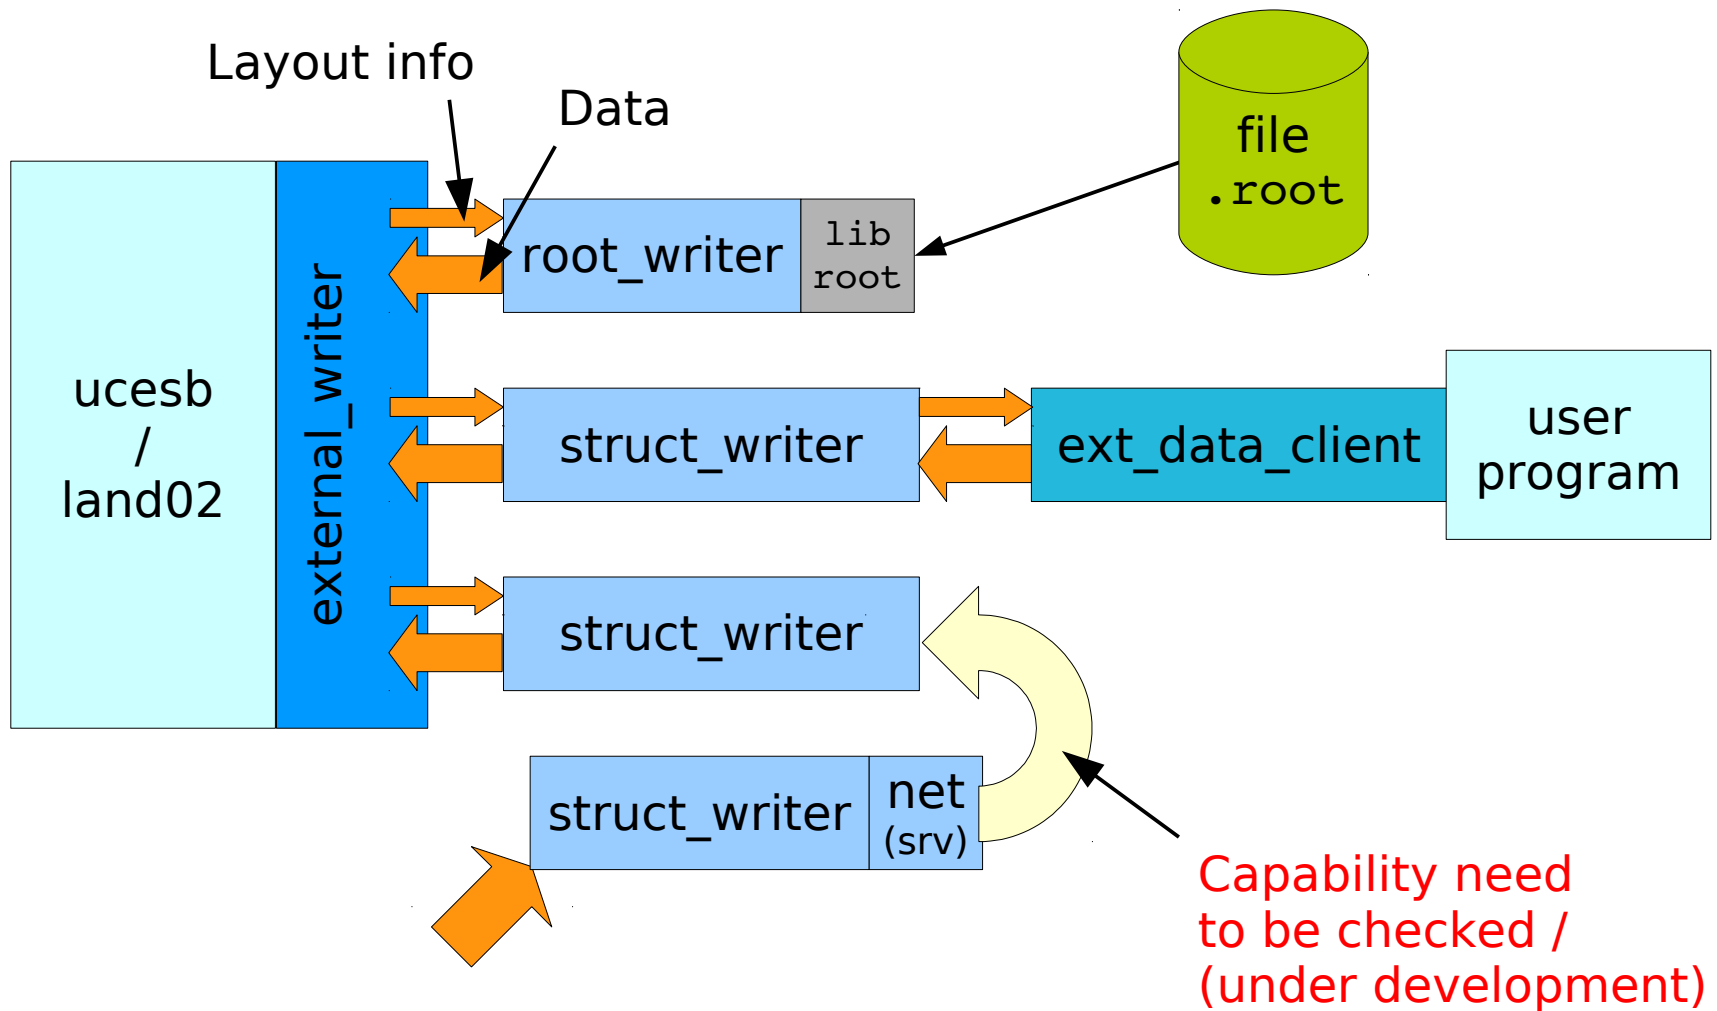 Layout info
Data
file
.root
root_writer
lib
root
ucesb
/
land02
external_writer
struct_writer
ext_data_client
user
program
struct_writer
struct_writer
net
(srv)
Capability need
to be checked /
(under development)